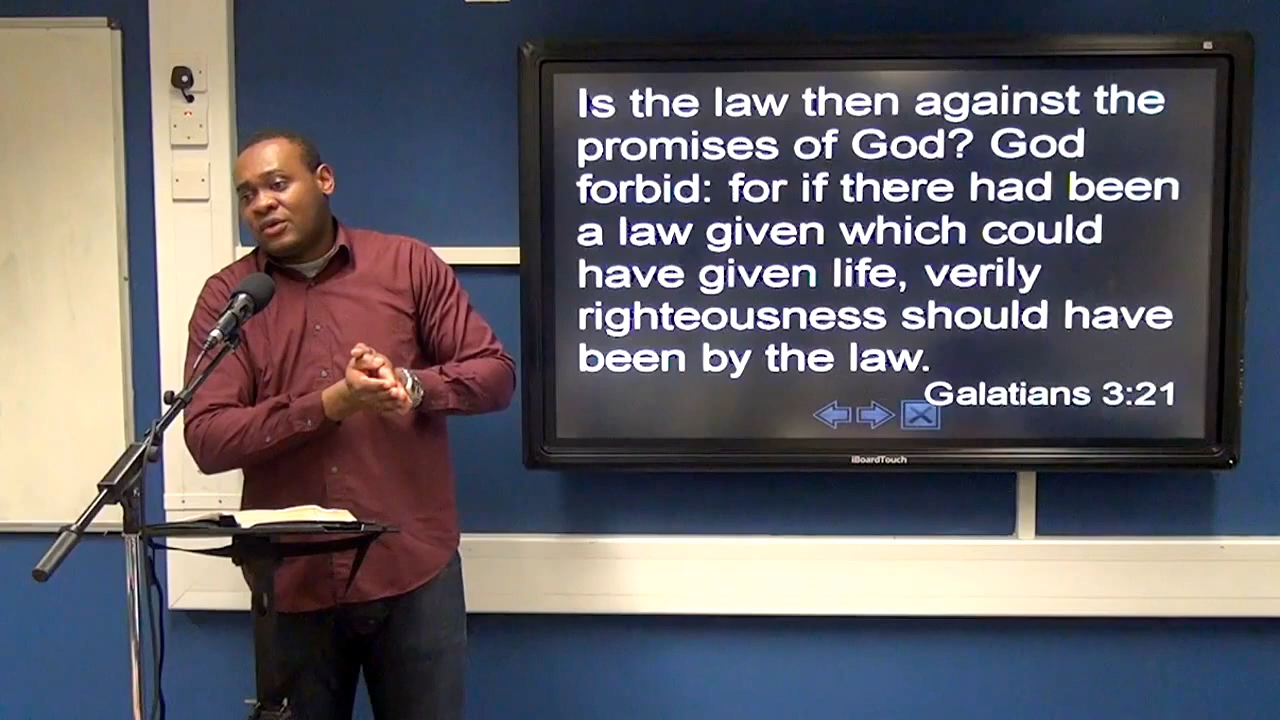 Is the law then against the
promises of God? God
forbid: for if there had been
a law given which could
have given life, verily
righteousness should have
been by the law.
Galatians 3:21
iBoardTouch